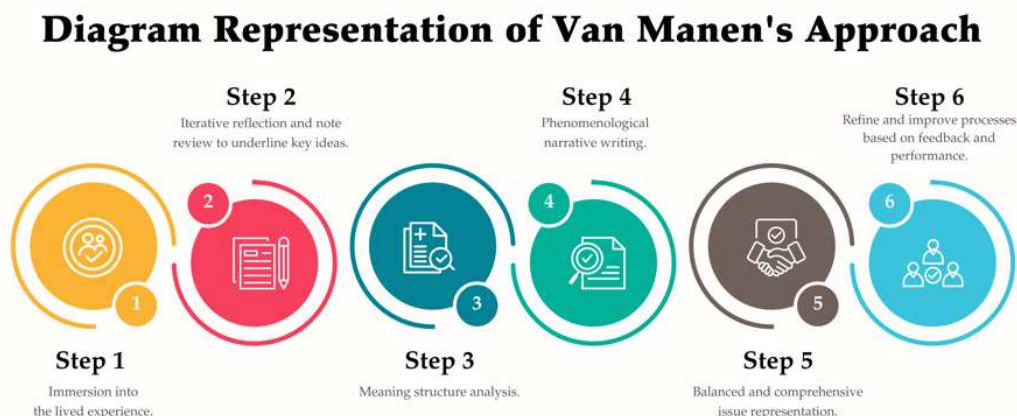 Diagram Representation of Van Manen's Approach
Step 1
Immersion into
the lived experience.
1
Step 2
Iterative reflection and note
review to underline key ideas.
2
Step 3
Meaning structure analysis.
3
Step 4
Phenomenological
narrative writing.
4
Step 5
Balanced and comprehensive
issue representation.
5
Step 6
Refine and improve processes
based on feedback and
performance.
6